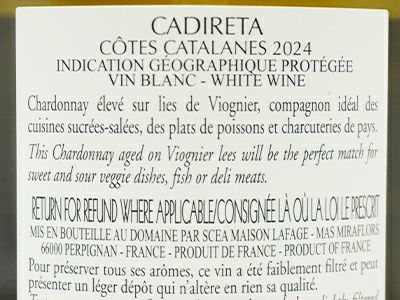 CADIRETA
CÔTES CATALANES 2024
INDICATION GÉOGRAPHIQUE PROTÉGÉE
VIN BLANC - WHITE WINE
Chardonnay élevé sur lies de Viognier, compagnon idéal des
cuisines sucrées-salées, des plats de poissons et charcuteries de pays.
This Chardonnay aged on Viognier lees will be the perfect match for
sweet and sour veggie dishes, fish or deli meats.
RETURN FOR REFUND WHERE APPLICABLE/CONSIGNÉE LÀ OÙ LA LOI LE PRESCRIT
MIS EN BOUTEILLE AU DOMAINE PAR SCEA MAISON LAFAGE - MAS MIRAFLORS
66000 PERPIGNAN - FRANCE - PRODUIT DE FRANCE - PRODUCT OF FRANCE
Pour préserver tous ses arômes, ce vin a été faiblement filtré et peut
présenter un léger dépôt qui n'altère en rien sa qualité.